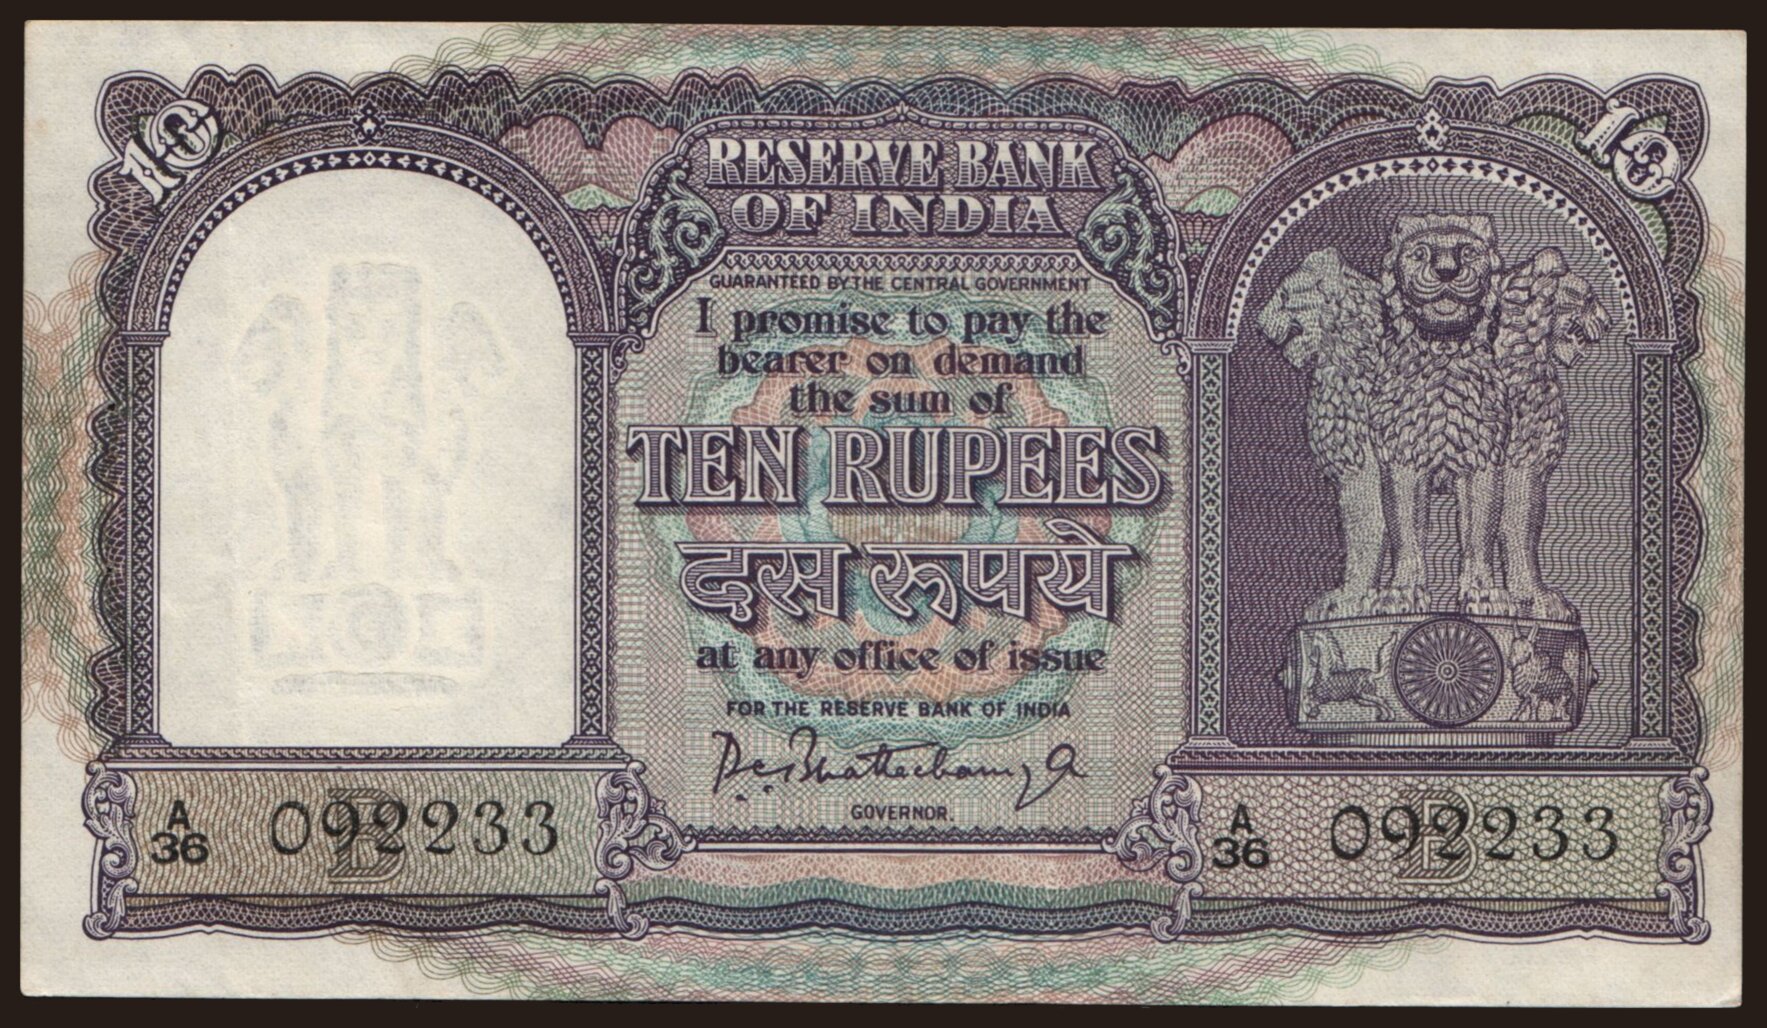 10
10
RESERVE BANK
OF INDIA
GUARANTEED BY THE CENTRAL GOVERNMENT
I promise to pay the
bearer on demand
the sum of
TEN RUPEES
दस रूपये
at any office of issue
FOR THE RESERVE BANK OF INDIA
P. C. Bhattacharyya
GOVERNOR.
A
36 092233
B
A
36 092233
B